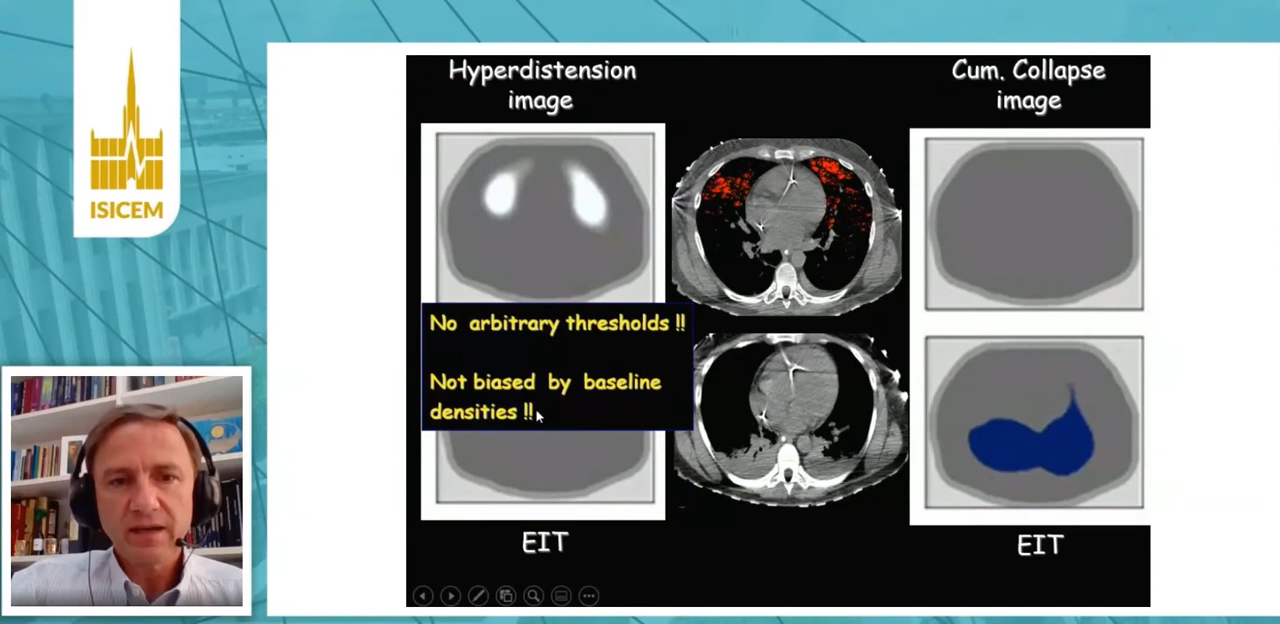 ISICEM
Hyperdistension
image
Cum. Collapse
image
No arbitrary thresholds !!
Not biased by baseline
densities !!
EIT
EIT